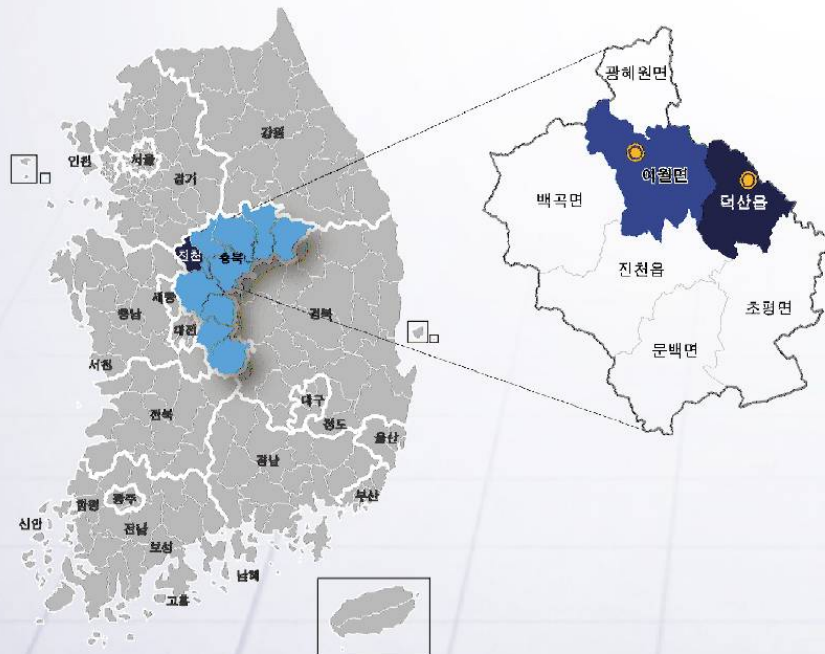 광혜원면
강원
인천
서울
경기
이월면
덕산읍
백곡면
진천
충북
진천읍
세종
충남
경북
초평면
대전
서천
문백면
전북
대구
청도
울산
경남
부산
함평
광주
신안
전남
보성
남해
고흥